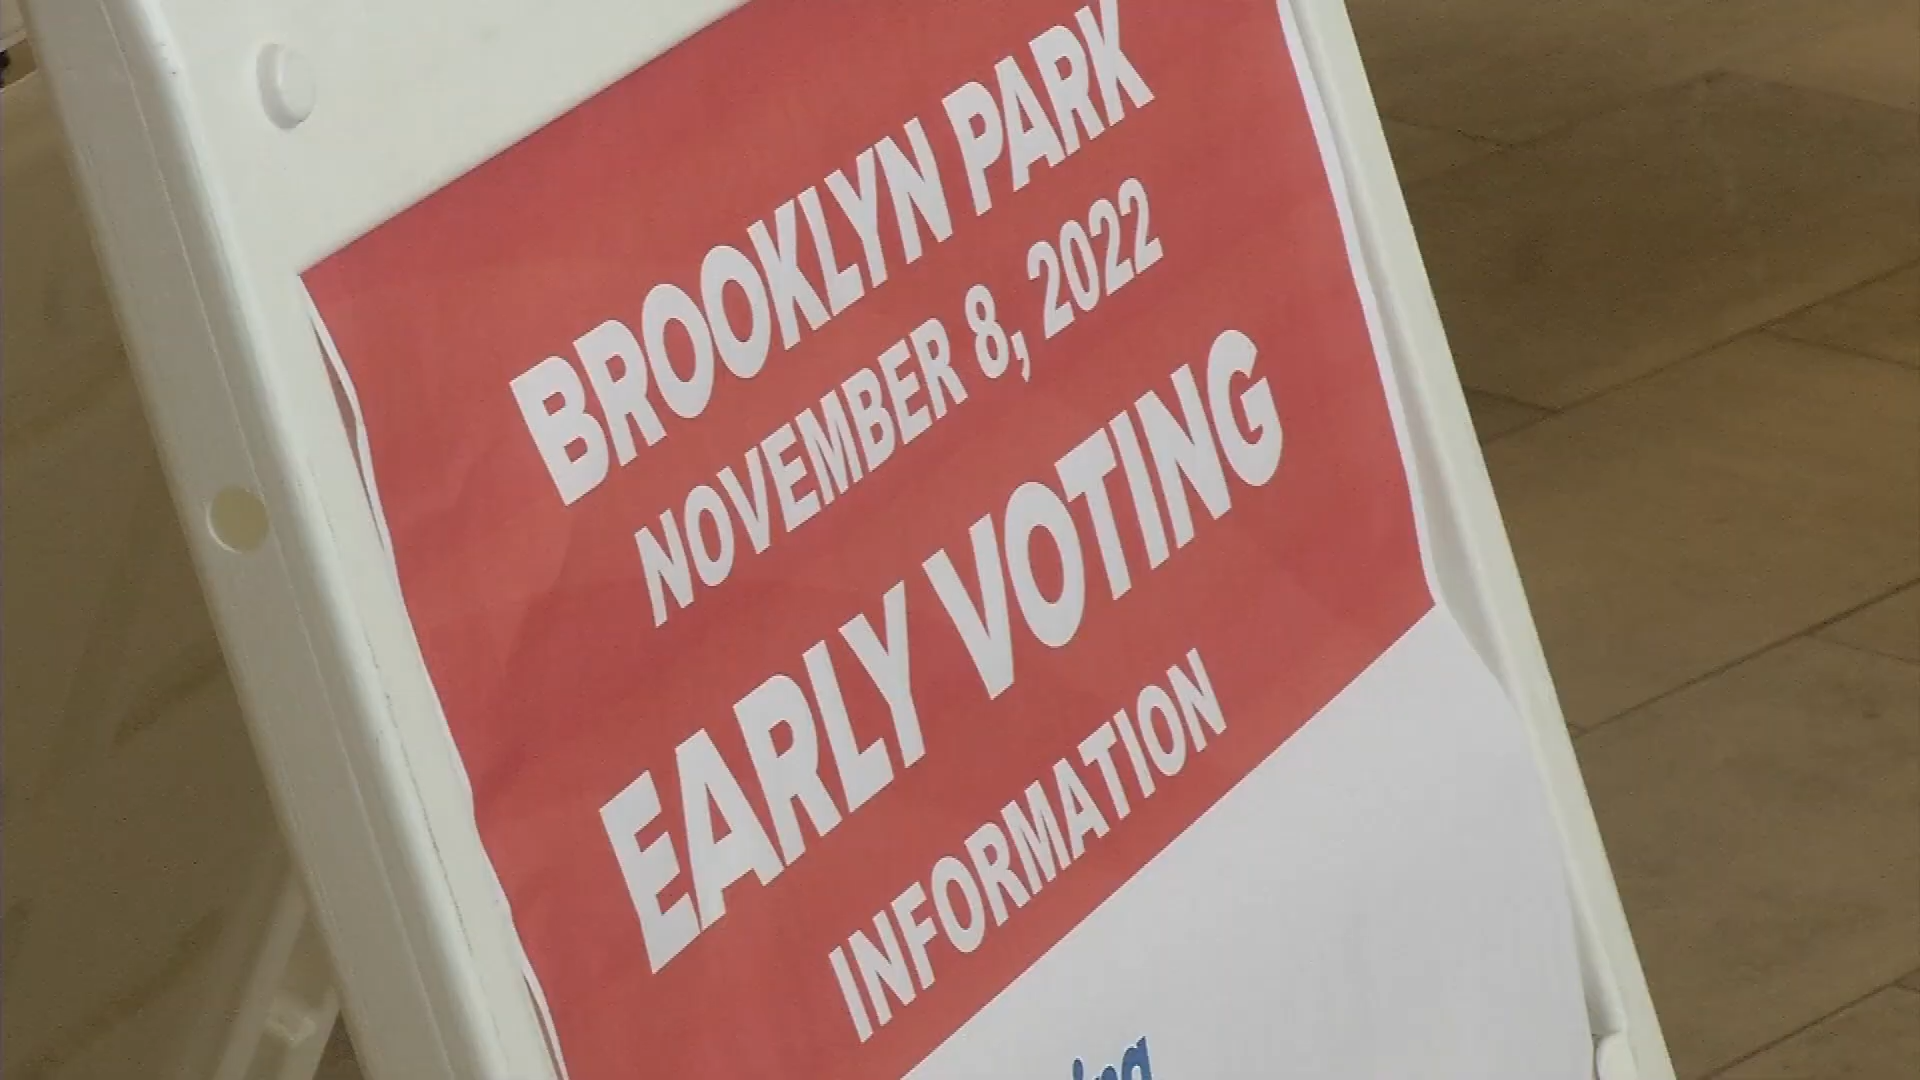 BROOKLYN PARK
NOVEMBER 8, 2022
EARLY VOTING
INFORMATION